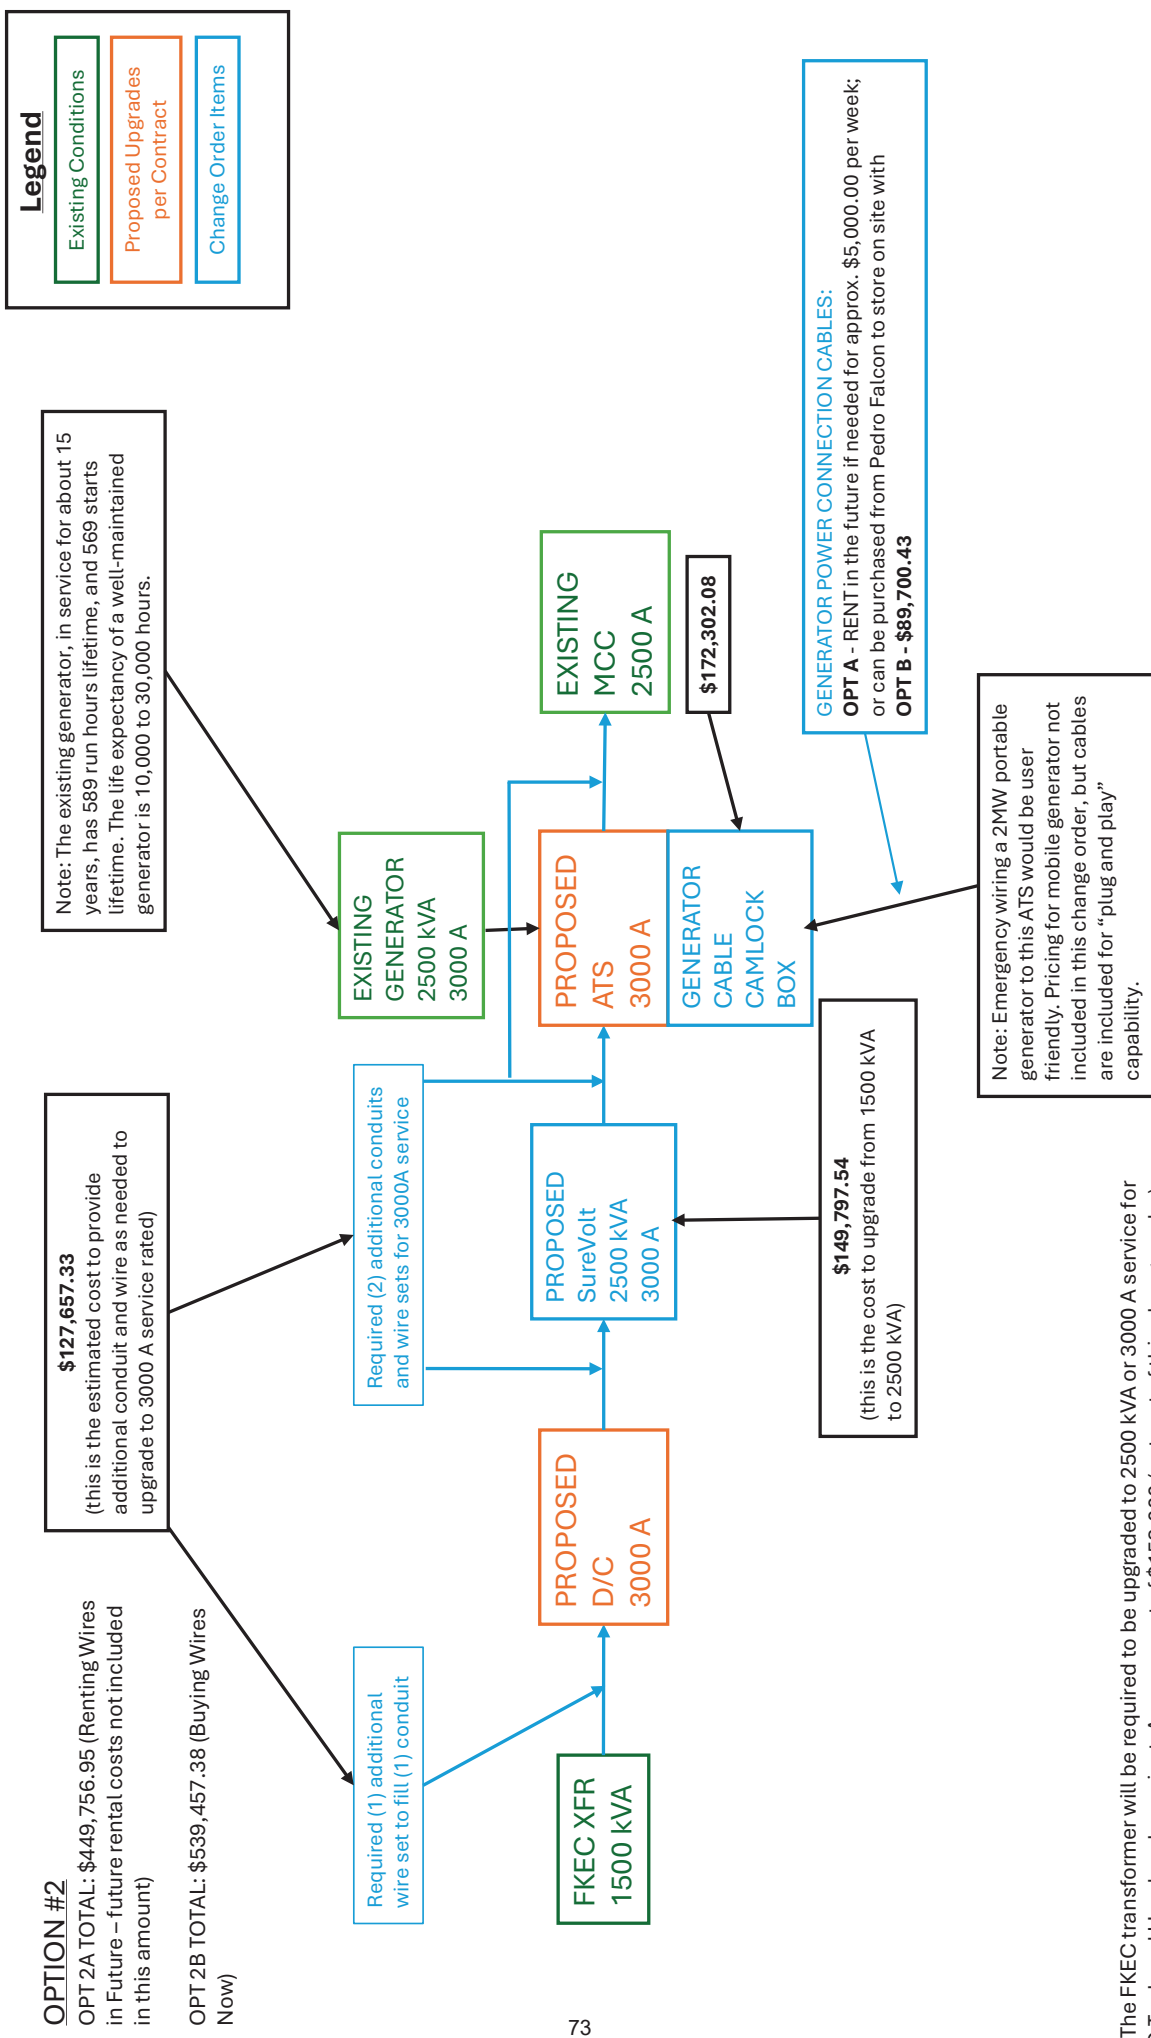 OPTION #2
OPT 2A TOTAL: $449,756.95 (Renting Wires
in Future – future rental costs not included
in this amount)
OPT 2B TOTAL: $539,457.38 (Buying Wires
Now)
$127,657.33
(this is the estimated cost to provide
additional conduit and wire as needed to
upgrade to 3000 A service rated)
Note: The existing generator, in service for about 15
years, has 589 run hours lifetime, and 569 starts
lifetime. The life expectancy of a well-maintained
generator is 10,000 to 30,000 hours.
Legend
Existing Conditions
Proposed Upgrades
per Contract
Change Order Items
Required (1) additional
wire set to fill (1) conduit
Required (2) additional conduits
and wire sets for 3000A service
EXISTING
GENERATOR
2500 kVA
3000 A
FKEC XFR
1500 kVA
PROPOSED
D/C
3000 A
PROPOSED
SureVolt
2500 kVA
3000 A
PROPOSED
ATS
3000 A
EXISTING
MCC
2500 A
GENERATOR
CABLE
CAMLOCK
BOX
$172,302.08
$149,797.54
(this is the cost to upgrade from 1500 kVA
to 2500 kVA)
GENERATOR POWER CONNECTION CABLES:
OPT A - RENT in the future if needed for approx. $5,000.00 per week;
or can be purchased from Pedro Falcon to store on site with
OPT B - $89,700.43
Note: Emergency wiring a 2MW portable
generator to this ATS would be user
friendly. Pricing for mobile generator not
included in this change order, but cables
are included for “plug and play”
capability.
The FKEC transformer will be required to be upgraded to 2500 kVA or 3000 A service for
73